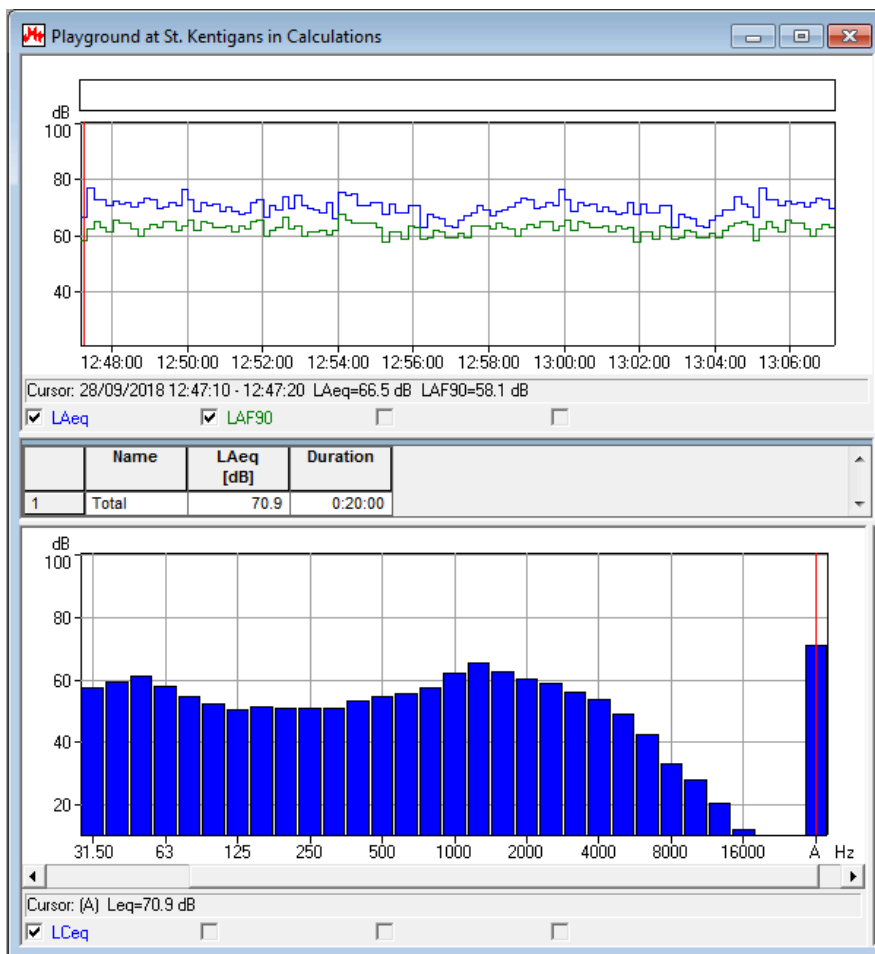 Playground at St. Kentigans in Calculations
dB
100
80
60
40
12:48:00 12:50:00 12:52:00 12:54:00 12:56:00 12:58:00 13:00:00 13:02:00 13:04:00 13:06:00
Cursor: 28/09/2018 12:47:10 - 12:47:20 LAeq=66.5 dB LAF90=58.1 dB
LAeq LAF90
Name LAeq [dB] Duration
1 Total 70.9 0:20:00
dB
100
80
60
40
20
31.50 63 125 250 500 1000 2000 4000 8000 16000 A Hz
Cursor: (A) Leq=70.9 dB
LCeq